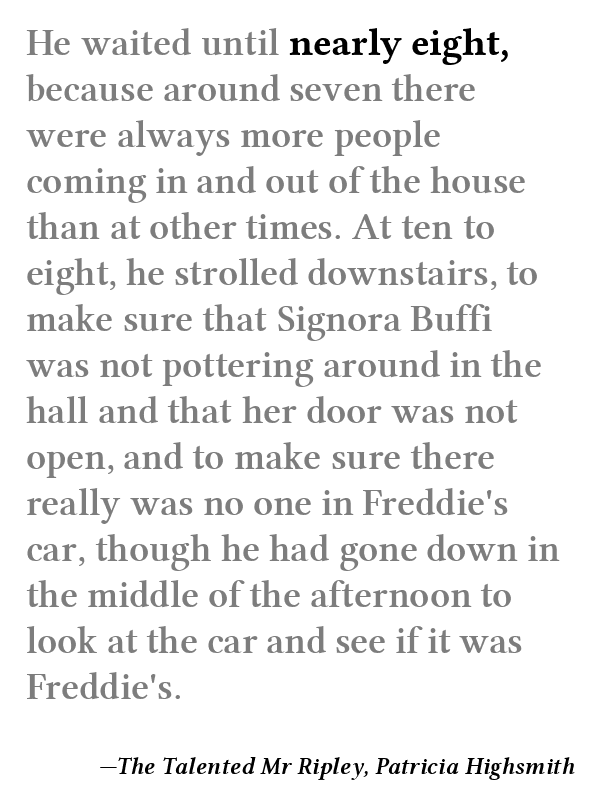 He waited until nearly eight,
because around seven there
were always more people
coming in and out of the house
than at other times. At ten to
eight, he strolled downstairs, to
make sure that Signora Buffi
was not pottering around in the
hall and that her door was not
open, and to make sure there
really was no one in Freddie's
car, though he had gone down in
the middle of the afternoon to
look at the car and see if it was
Freddie's.
—The Talented Mr Ripley, Patricia Highsmith